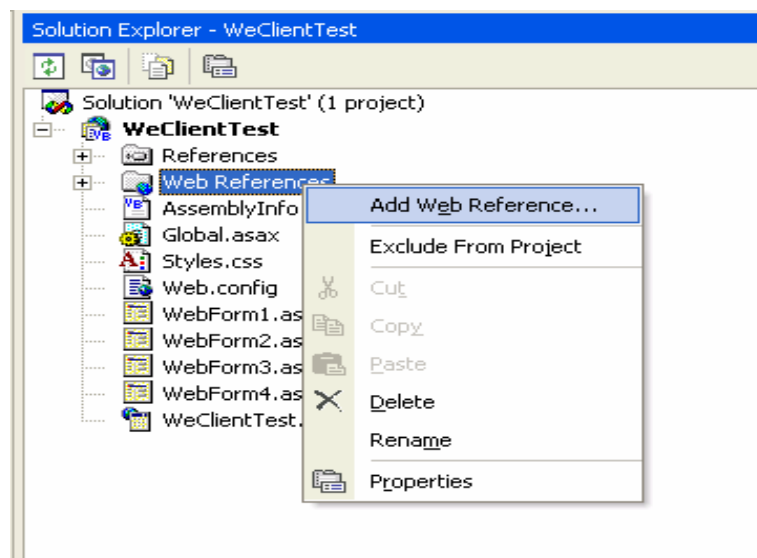 Solution Explorer - WeClientTest
Solution 'WeClientTest' (1 project)
WeClientTest
References
Web References
AssemblyInfo
Global.asax
Styles.css
Web.config
WebForm1.as
WebForm2.as
WebForm3.as
WebForm4.as
WeClientTest.
Add Web Reference...
Exclude From Project
Cut
Copy
Paste
Delete
Rename
Properties